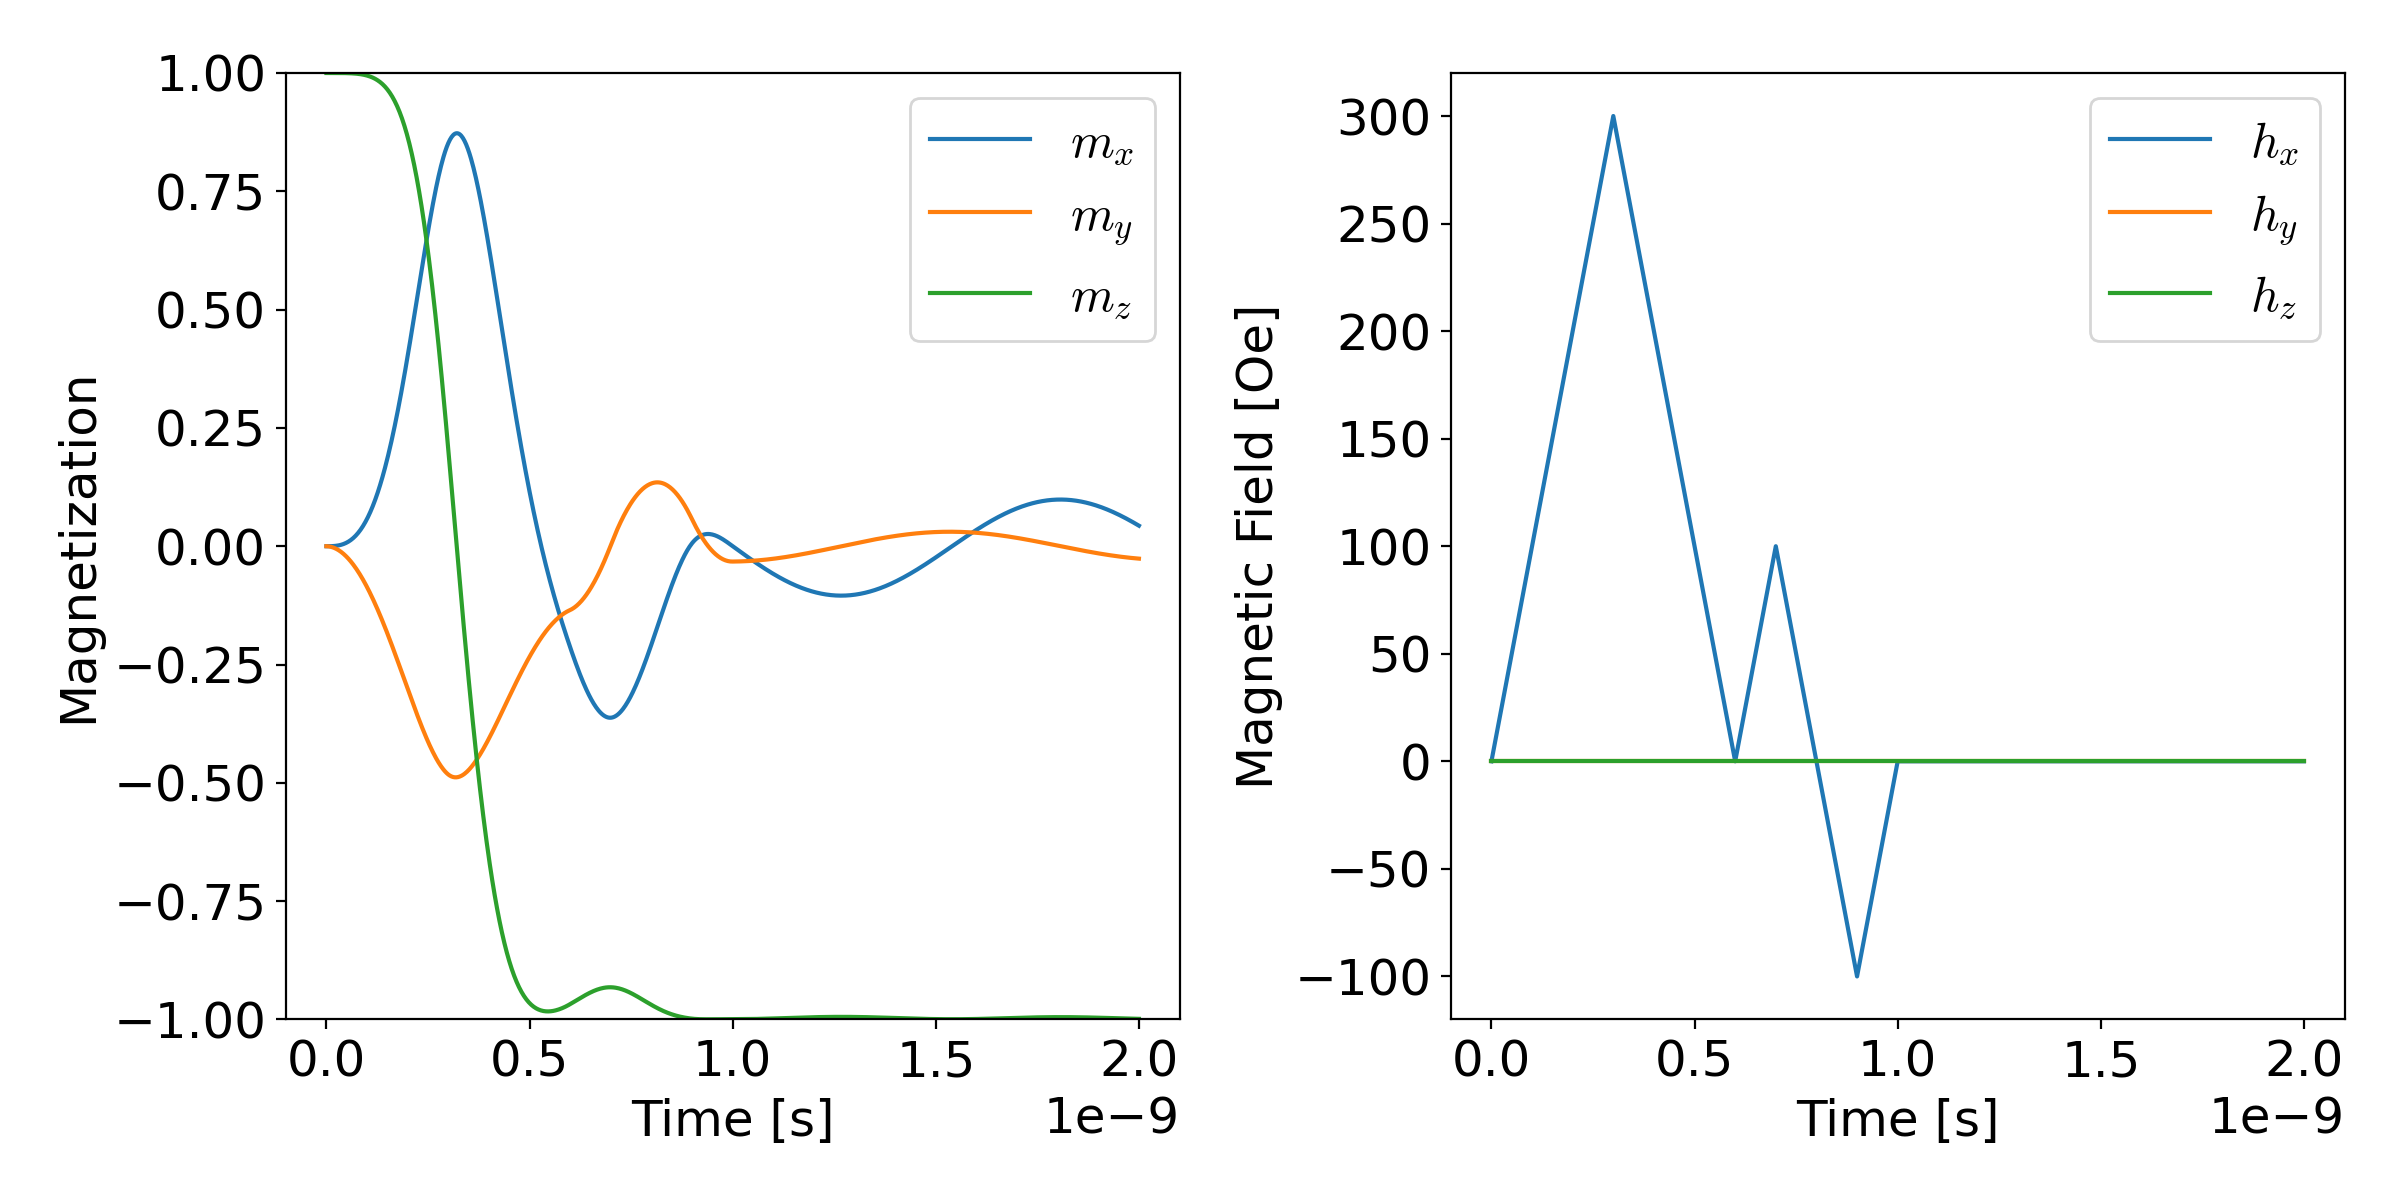 Magnetization
1.00
0.75
0.50
0.25
0.00
−0.25
−0.50
−0.75
−1.00
0.0 0.5 1.0 1.5 2.0
Time [s]
1e−9
m_x
m_y
m_z
Magnetic Field [Oe]
300
250
200
150
100
50
0
−50
−100
0.0 0.5 1.0 1.5 2.0
Time [s]
1e−9
h_x
h_y
h_z